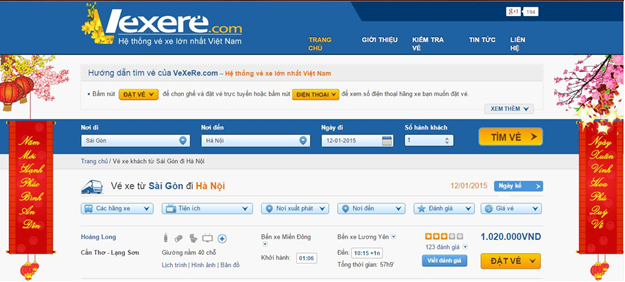 Vexere.com
Hệ thống vé xe lớn nhất Việt Nam
g+1 194
TRANG CHỦ
GIỚI THIỆU
KIỂM TRA VÉ
TIN TỨC
LIÊN HỆ
Hướng dẫn tìm vé của VeXeRe.com – Hệ thống vé xe lớn nhất Việt Nam
• Bấm nút ĐẶT VÉ để chọn ghế và đặt vé trực tuyến hoặc bấm nút ĐIỆN THOẠI để xem số điện thoại hãng xe bạn muốn đặt vé.
XEM THÊM
Nơi đi Nơi đến Ngày đi Số hành khách
Sài Gòn Hà Nội 12-01-2015 1 TÌM VÉ
Năm
Mới
Hạnh
Phúc
Bình
An
Đến
Ngày
Xuân
Vinh
Hoa
Phú
Quý
Về
Trang chủ / Vé xe khách từ Sài Gòn đi Hà Nội
Vé xe từ Sài Gòn đi Hà Nội 12/01/2015 Ngày kế
Các hãng xe Tiện ích Nơi xuất phát Nơi đến Đánh giá Giá vé
Hoàng Long
Cần Thơ - Lạng Sơn
Giường nằm 40 chỗ
Lịch trình | Hình ảnh | Bản đồ
Bến xe Miền Đông
Khởi hành: 01:06
Bến xe Lương Yên
Đến: 10:15 +1n
Tổng thời gian: 57h9'
123 đánh giá
Viết đánh giá
1.020.000VND
ĐẶT VÉ